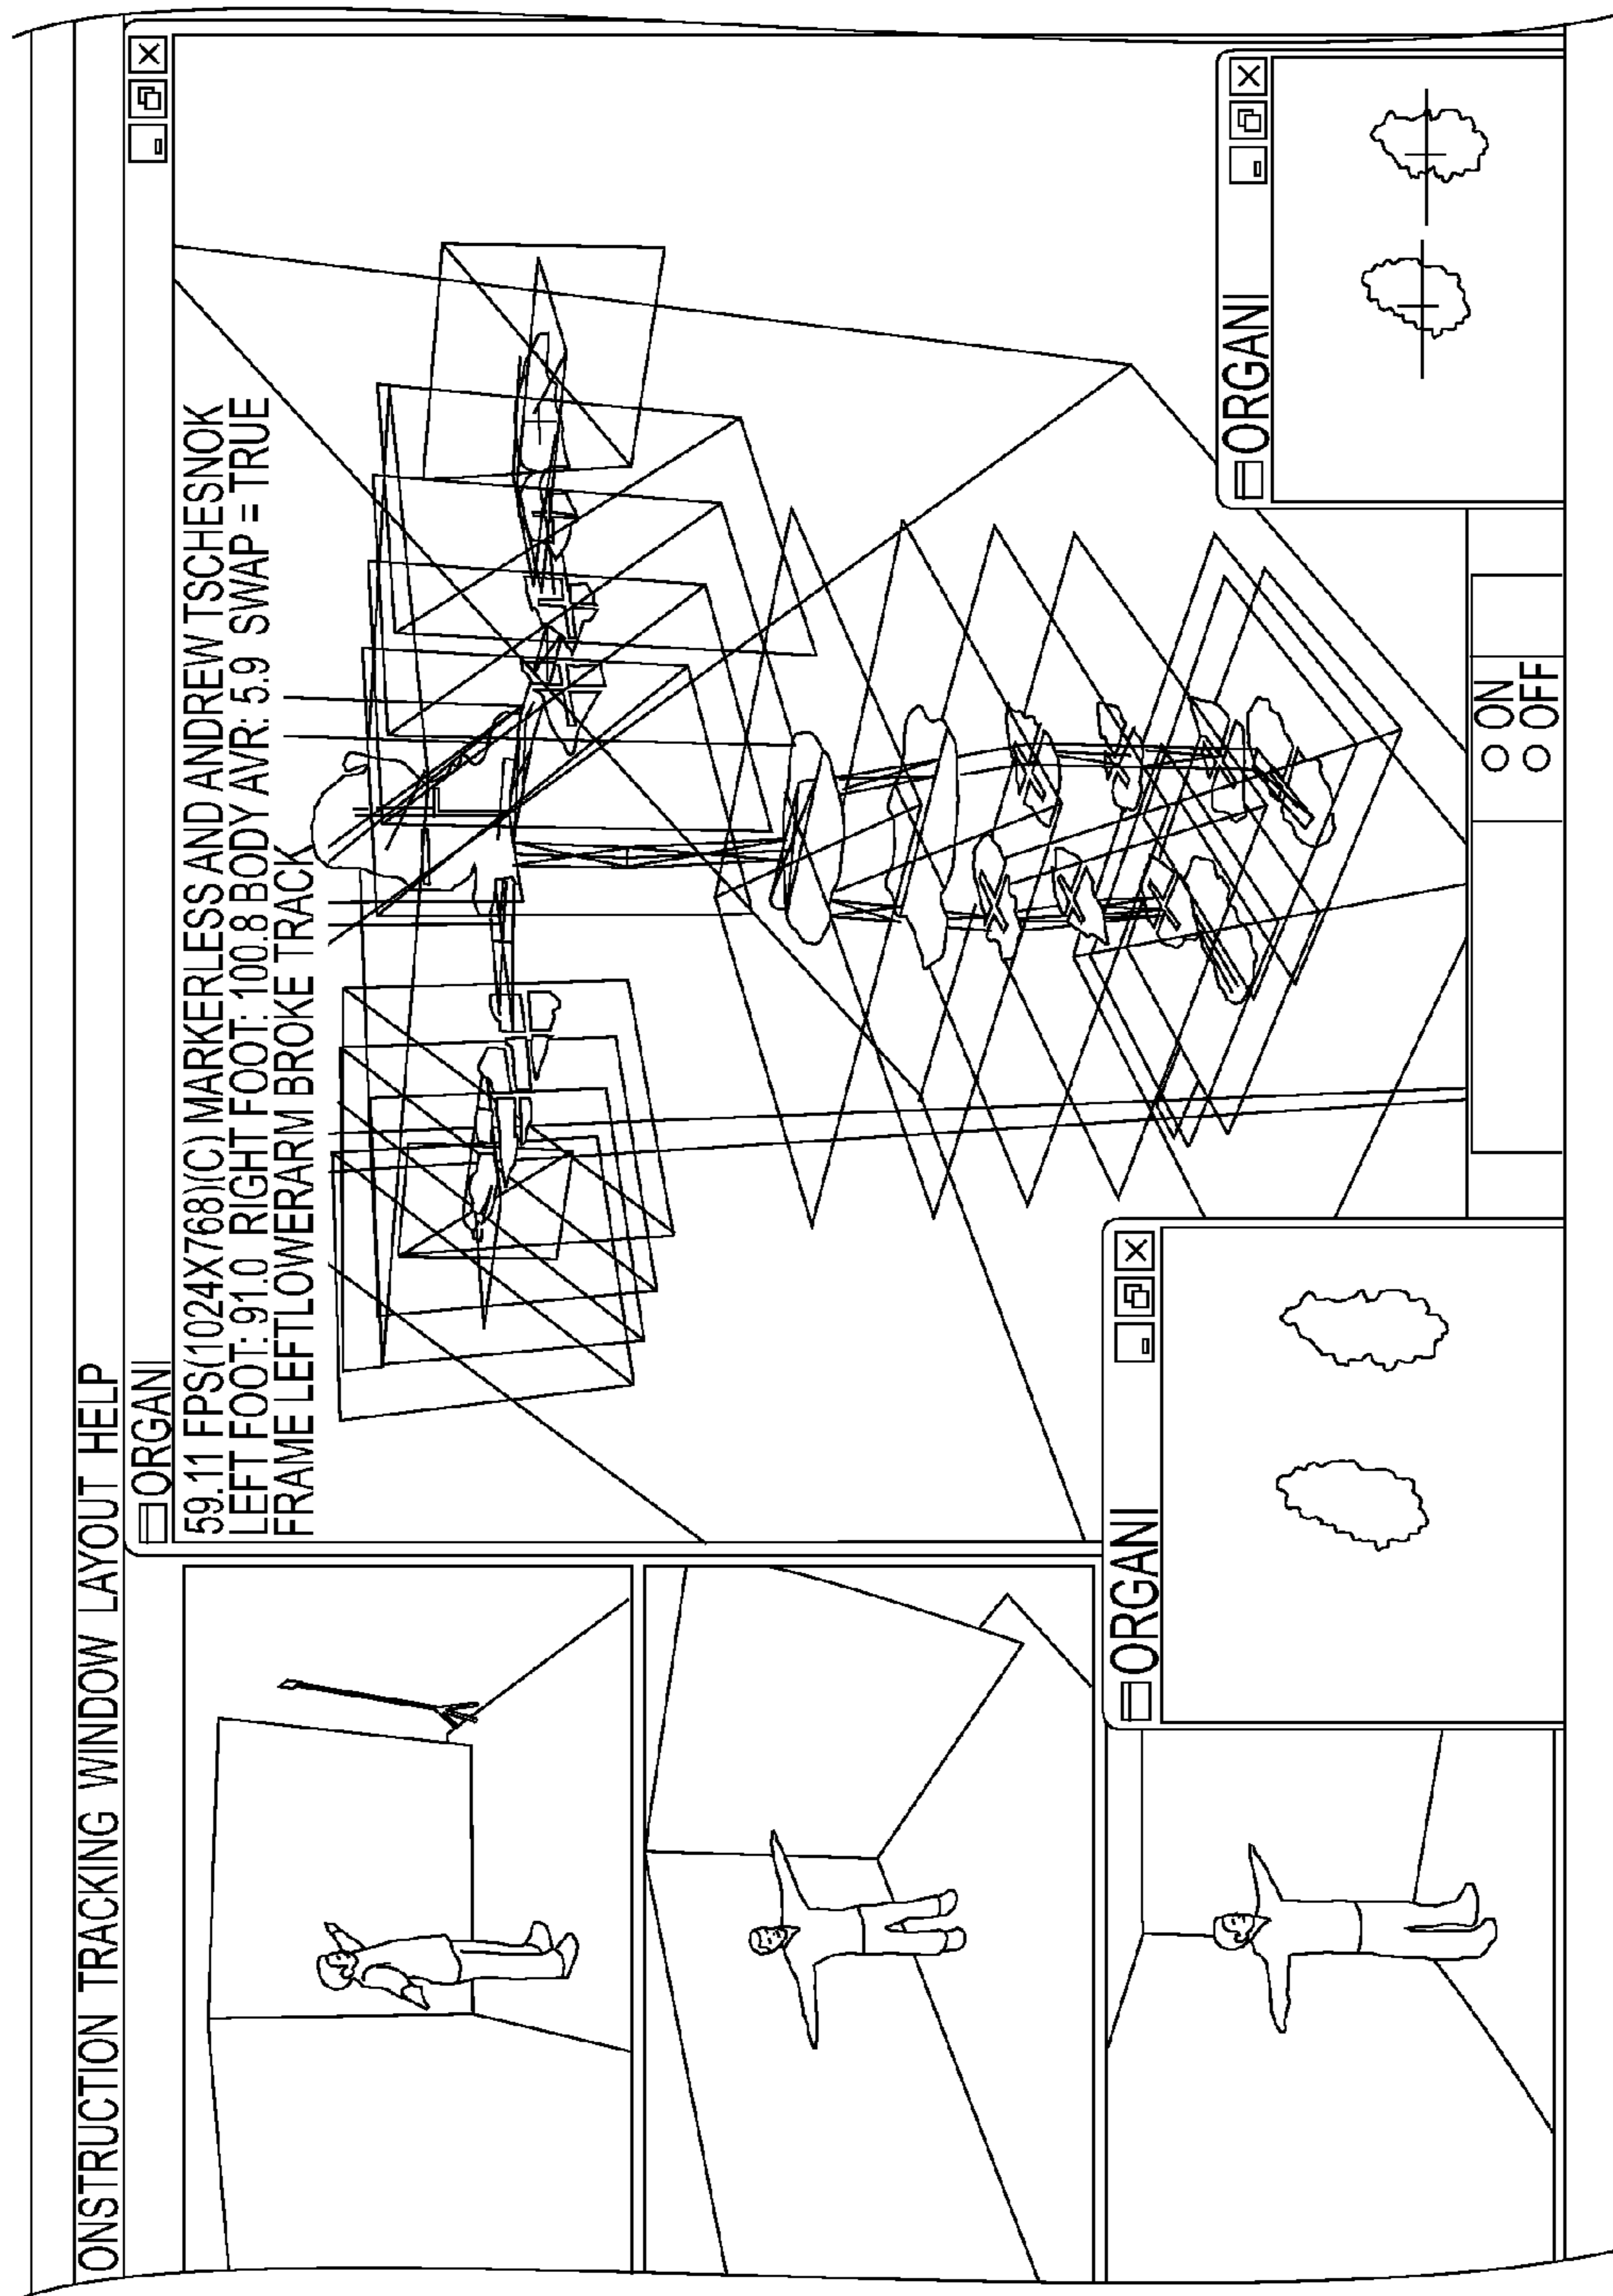 ONSTRUCTION TRACKING WINDOW LAYOUT HELP
ORGANI
59.11 FPS(1024X768)(C) MARKERLESS AND ANDREW TSCHESNOK
LEFT FOOT: 91.0 RIGHT FOOT: 100.8 BODY AVR: 5.9 SWAP = TRUE
FRAME LEFTLOWERARM BROKE TRACK
ORGANI
ORGANI
ON
OFF